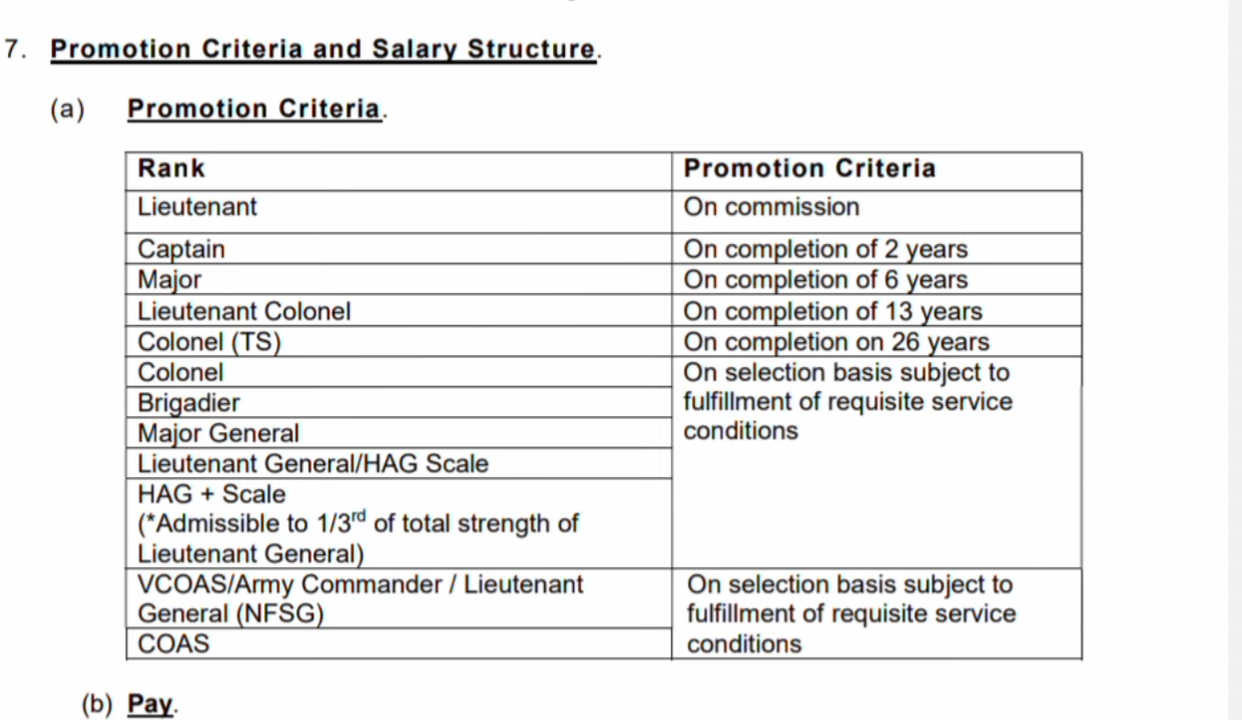 7. Promotion Criteria and Salary Structure.
(a) Promotion Criteria.
Rank Promotion Criteria
Lieutenant On commission
Captain On completion of 2 years
Major On completion of 6 years
Lieutenant Colonel On completion of 13 years
Colonel (TS) On completion on 26 years
Colonel On selection basis subject to
Brigadier fulfillment of requisite service
Major General conditions
Lieutenant General/HAG Scale
HAG + Scale
(*Admissible to 1/3rd of total strength of
Lieutenant General)
VCOAS/Army Commander / Lieutenant On selection basis subject to
General (NFSG) fulfillment of requisite service
COAS conditions
(b) Pay.